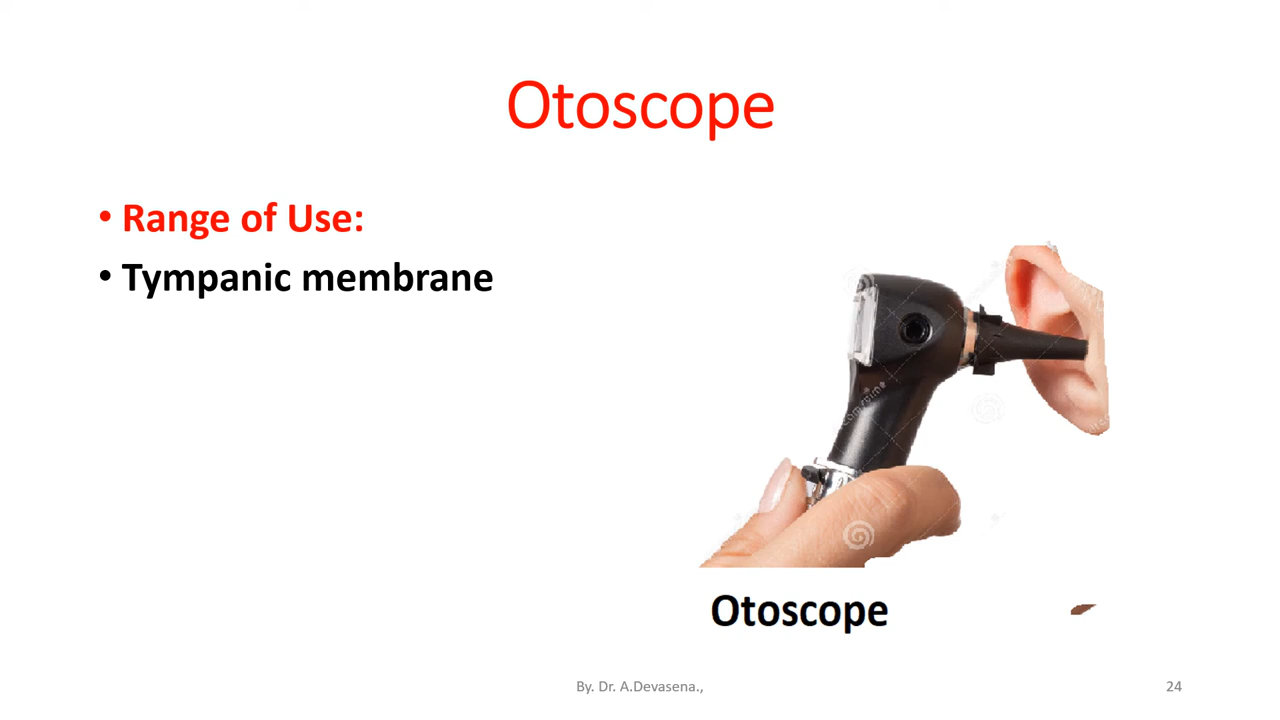 Otoscope
• Range of Use:
• Tympanic membrane
Otoscope
By. Dr. A.Devasena.,
24